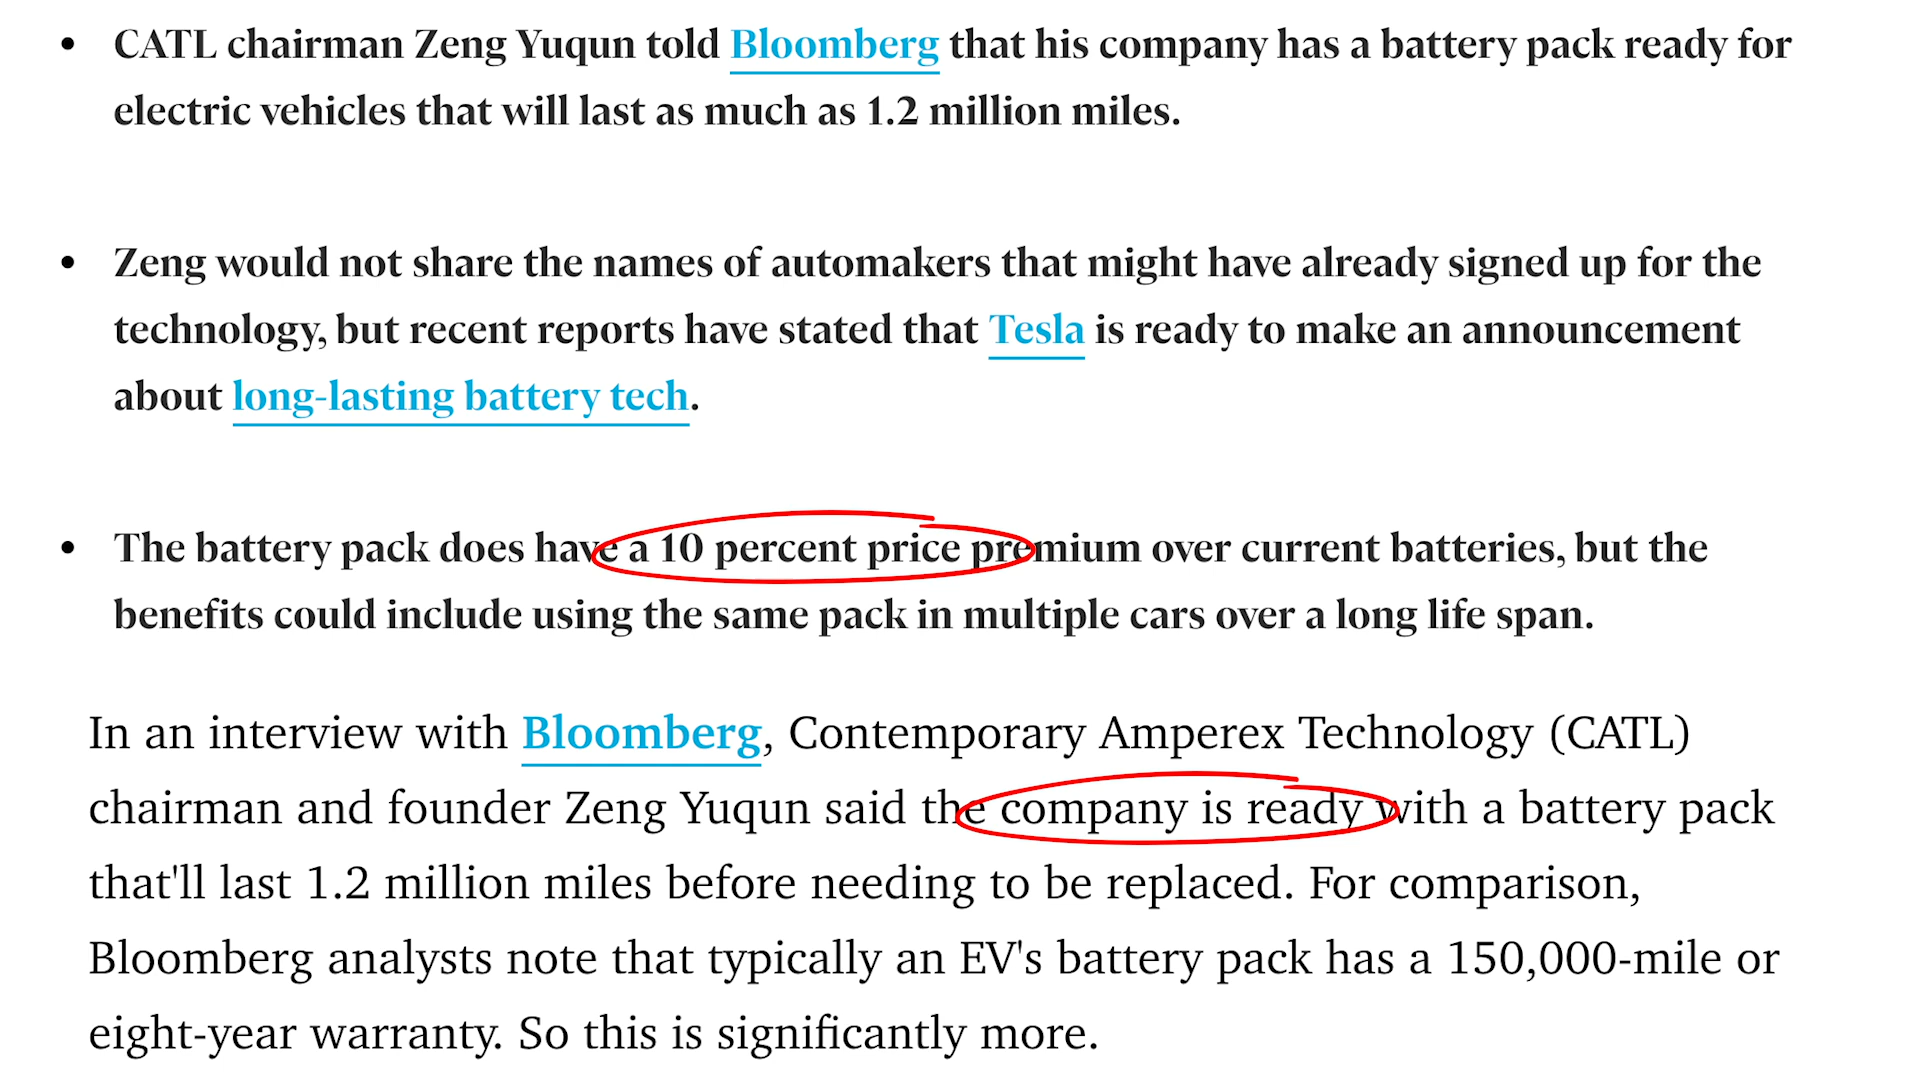 • CATL chairman Zeng Yuqun told Bloomberg that his company has a battery pack ready for
electric vehicles that will last as much as 1.2 million miles.
• Zeng would not share the names of automakers that might have already signed up for the
technology, but recent reports have stated that Tesla is ready to make an announcement
about long-lasting battery tech.
• The battery pack does have a 10 percent price premium over current batteries, but the
benefits could include using the same pack in multiple cars over a long life span.
In an interview with Bloomberg, Contemporary Amperex Technology (CATL)
chairman and founder Zeng Yuqun said the company is ready with a battery pack
that'll last 1.2 million miles before needing to be replaced. For comparison,
Bloomberg analysts note that typically an EV's battery pack has a 150,000-mile or
eight-year warranty. So this is significantly more.